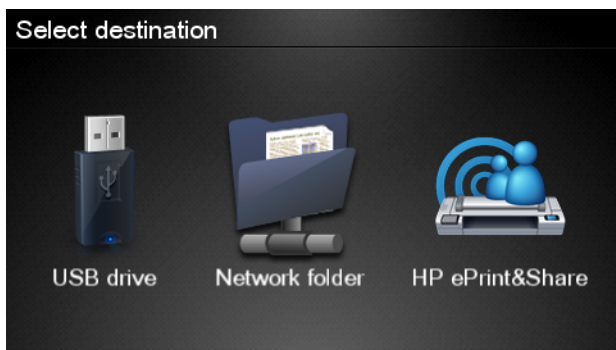 Select destination
USB drive
Network folder
HP ePrint&Share